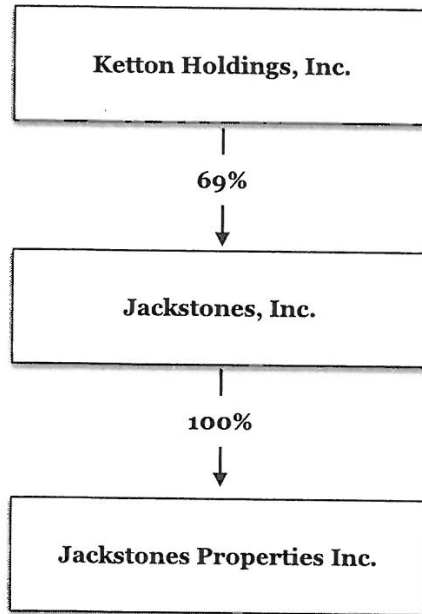 Ketton Holdings, Inc.
69%
Jackstones, Inc.
100%
Jackstones Properties Inc.